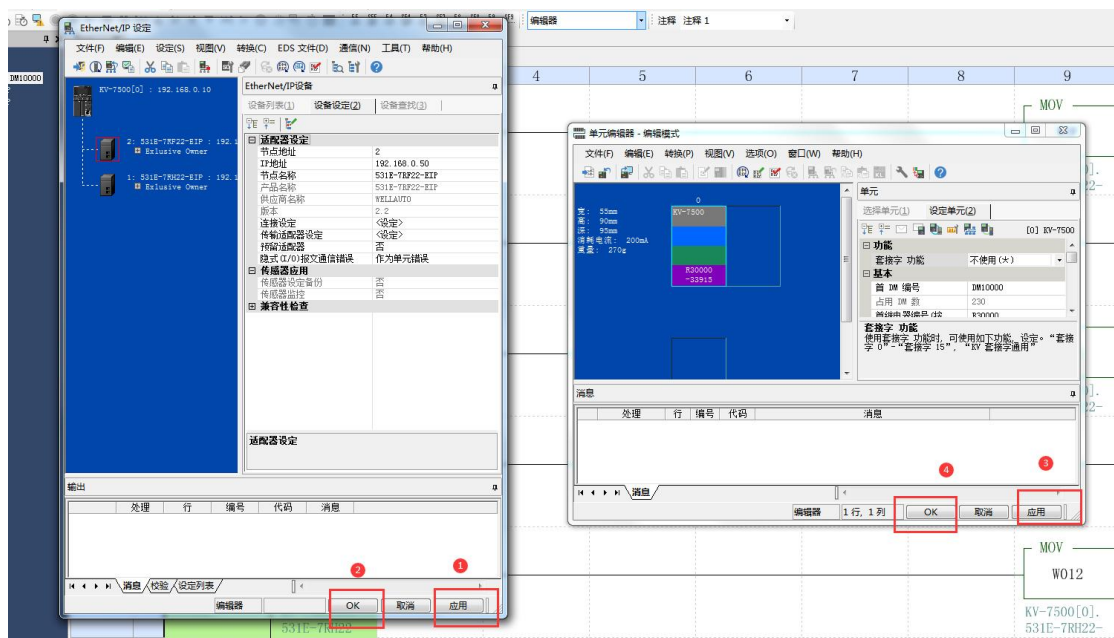 编辑器
注释 注释 1
DM10000
EtherNet/IP 设定
文件(F) 编辑(E) 设定(S) 视图(V) 转换(C) EDS 文件(D) 通信(N) 工具(T) 帮助(H)
KV-7500[0] : 192.168.0.10
2: 531E-7RF22-EIP : 192.1
Exlusive Owner
1: 531E-7RH22-EIP : 192.1
Exlusive Owner
EtherNet/IP设备
设备列表(1) 设备设定(2) 设备查找(3)
适配器设定
节点地址 2
IP地址 192.168.0.50
节点名称 531E-7RF22-EIP
产品名称 531E-7RF22-EIP
供应商名称 WELLAUTO
版本 2.2
连接设定 <设定>
传输适配器设定 <设定>
预留适配器 否
隐式(I/O)报文通信错误 作为单元错误
传感器应用
传感器设定备份 否
传感器监控 否
兼容性检查
适配器设定
输出
处理 行 编号 代码 消息
消息 校验 设定列表
2
1
编辑器 OK 取消 应用
531E-7RH22
4 5 6 7 8 9
MOV
单元编辑器 - 编辑模式
文件(F) 编辑(E) 转换(P) 视图(V) 选项(O) 窗口(W) 帮助(H)
宽: 55mm
高: 90mm
深: 95mm
消耗电流: 200mA
重量: 270g
0
KV-7500
R30000
-33915
单元
选择单元(1) 设定单元(2)
[0] KV-7500
功能
套接字 功能 不使用(*)
基本
首 DM 编号 DM10000
占用 DM 数 230
首继电器编号(按 R30000
套接字 功能
使用套接字 功能时, 可使用如下功能, 设定。“套接
字 0”-“套接字 15”, “KV 套接字通用”
消息
处理 行 编号 代码 消息
4
3
消息
编辑器 1 行, 1 列 OK 取消 应用
].
22-
].
22-
MOV
W012
KV-7500[0].
531E-7RH22-